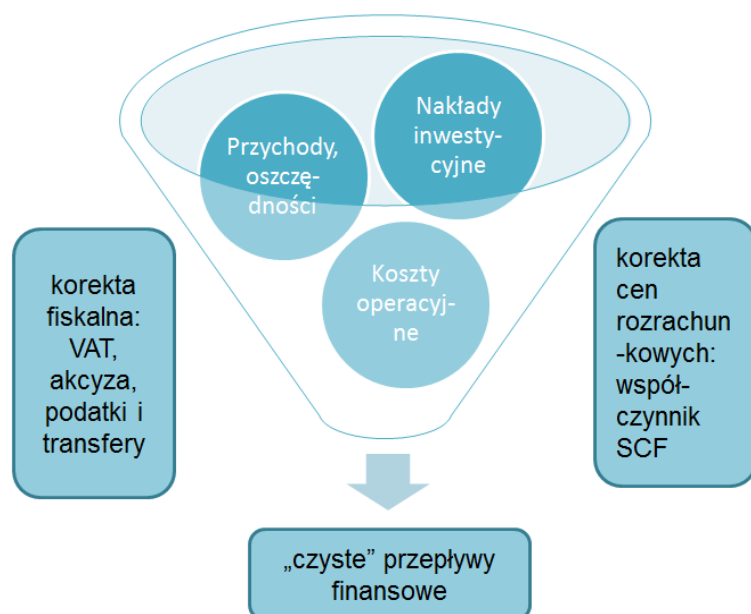 Nakłady
inwesty-
cyjne
Przychody,
oszczę-
dności
Koszty
operacyj-
ne
korekta
fiskalna:
VAT,
akcyza,
podatki i
transfery
korekta
cen
rozrachun
-kowych:
współ-
czynnik
SCF
„czyste” przepływy
finansowe